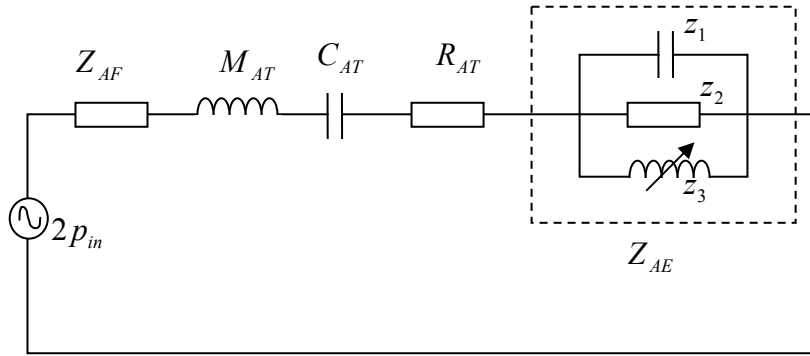 Z_AF
M_AT
C_AT
R_AT
z_1
z_2
z_3
2p_in
Z_AE